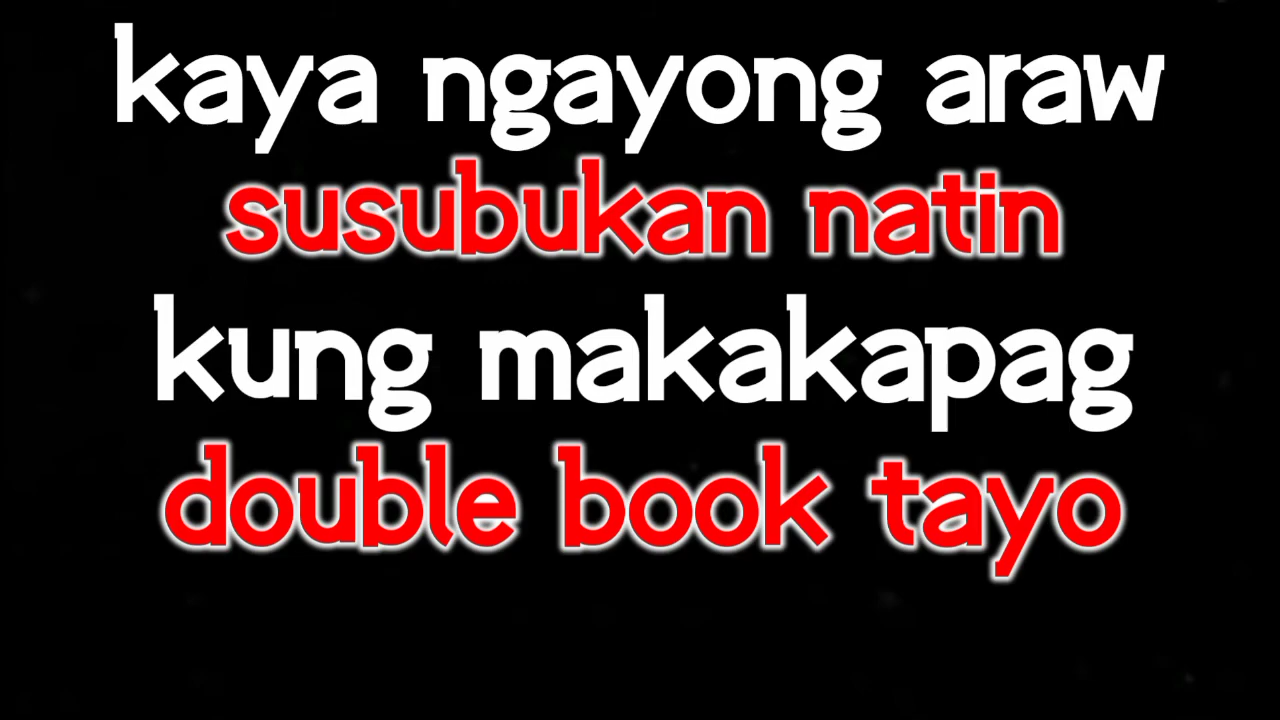 kaya ngayong araw
susubukan natin
kung makakapag
double book tayo